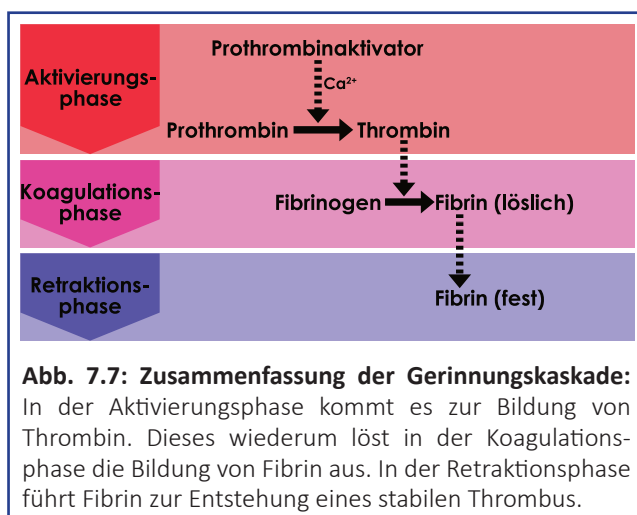 Prothrombinaktivator
Aktivierungs-
phase
Ca²⁺
Prothrombin Thrombin
Koagulations-
phase
Fibrinogen Fibrin (löslich)
Retraktions-
phase
Fibrin (fest)
Abb. 7.7: Zusammenfassung der Gerinnungskaskade:
In der Aktivierungsphase kommt es zur Bildung von
Thrombin. Dieses wiederum löst in der Koagulations-
phase die Bildung von Fibrin aus. In der Retraktionsphase
führt Fibrin zur Entstehung eines stabilen Thrombus.